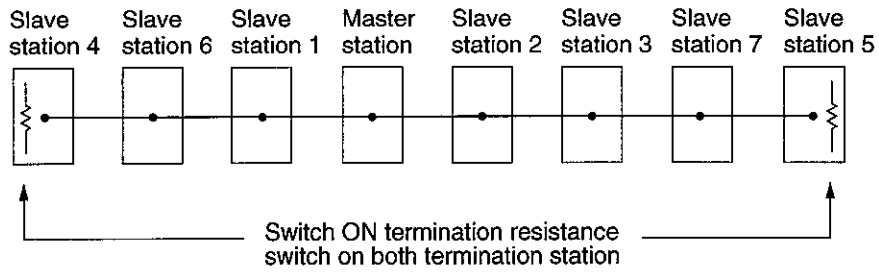 Slave station 4
Slave station 6
Slave station 1
Master station
Slave station 2
Slave station 3
Slave station 7
Slave station 5
Switch ON termination resistance
switch on both termination station